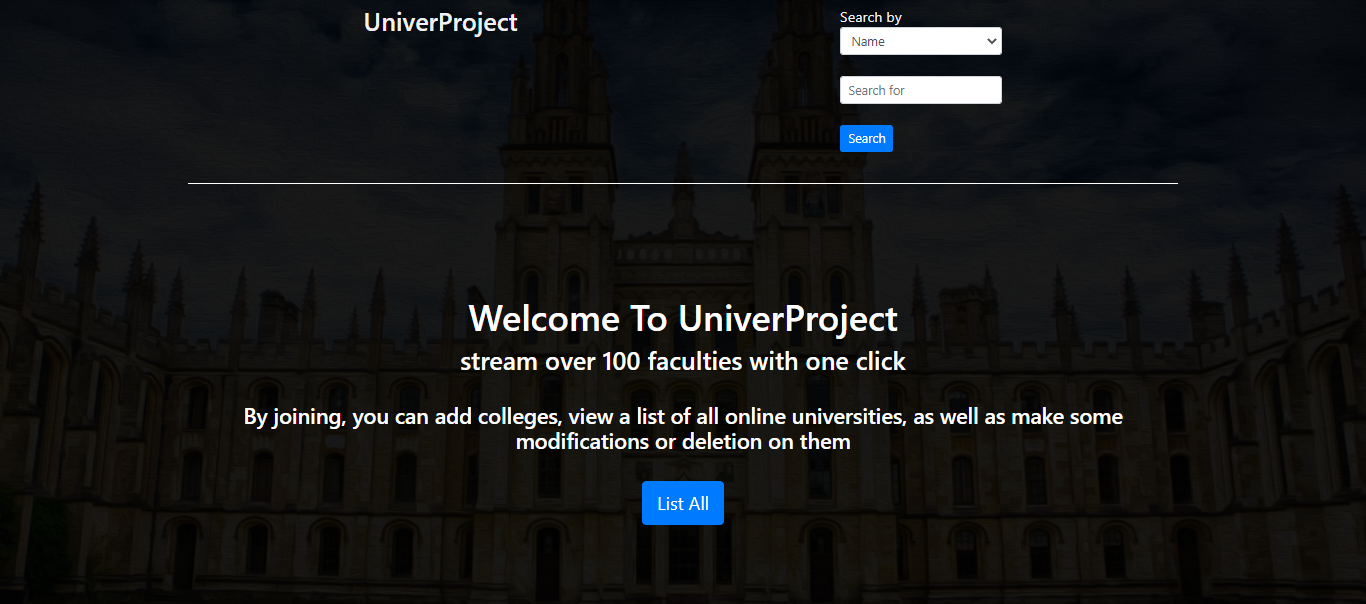 UniverProject
Search by
Name
Search for
Search
Welcome To UniverProject
stream over 100 faculties with one click
By joining, you can add colleges, view a list of all online universities, as well as make some
modifications or deletion on them
List All